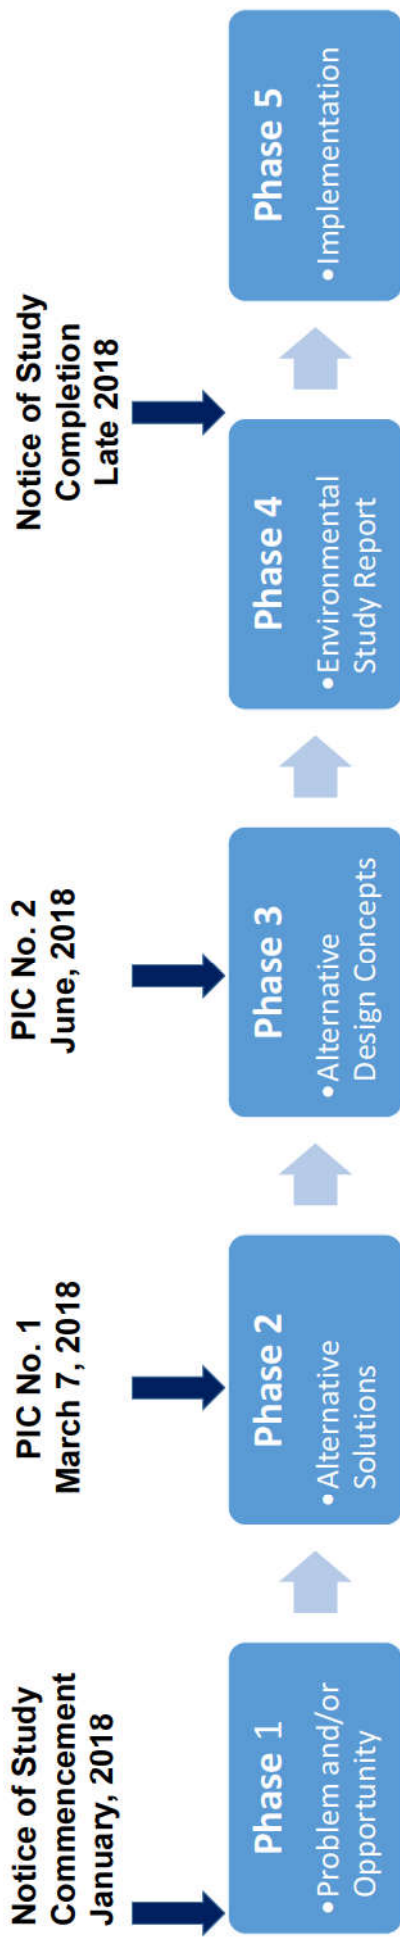 Notice of Study
Commencement
January, 2018
PIC No. 1
March 7, 2018
PIC No. 2
June, 2018
Notice of Study
Completion
Late 2018
Phase 1
•Problem and/or
Opportunity
Phase 2
•Alternative
Solutions
Phase 3
•Alternative
Design Concepts
Phase 4
•Environmental
Study Report
Phase 5
•Implementation